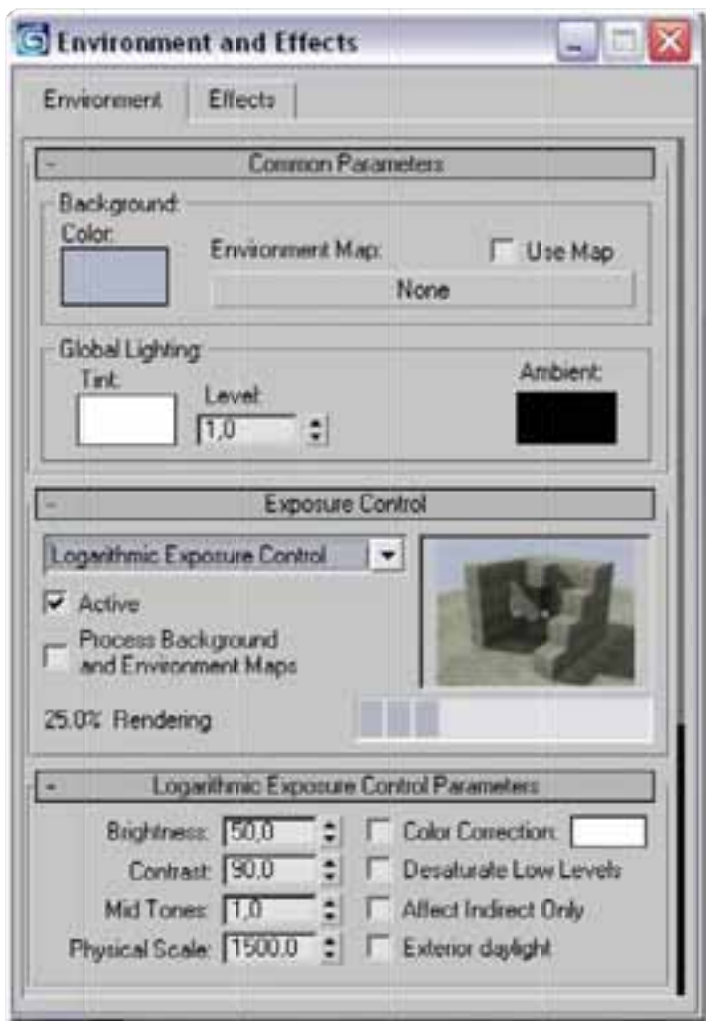 Environment and Effects
Environment Effects
- Common Parameters
Background:
Color:
Environment Map: Use Map
None
Global Lighting:
Tint: Level: Ambient:
1,0
- Exposure Control
Logarithmic Exposure Control
Active
Process Background
and Environment Maps
25.0% Rendering
- Logarithmic Exposure Control Parameters
Brightness: 50,0 Color Correction:
Contrast: 90,0 Desaturate Low Levels
Mid Tones: 1,0 Affect Indirect Only
Physical Scale: 1500,0 Exterior daylight